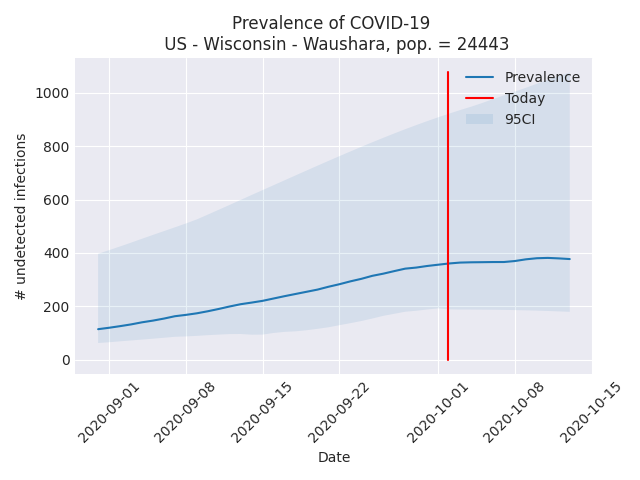 Prevalence of COVID-19
US - Wisconsin - Waushara, pop. = 24443
Prevalence
Today
95CI
# undetected infections
1000
800
600
400
200
0
2020-09-01
2020-09-08
2020-09-15
2020-09-22
2020-10-01
2020-10-08
2020-10-15
Date